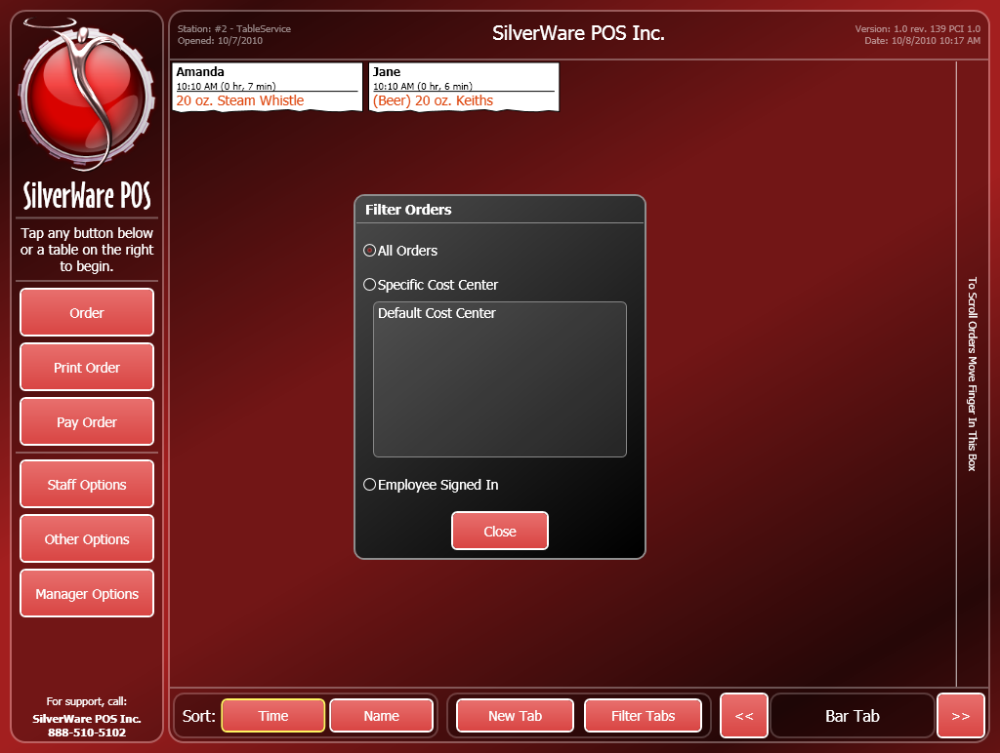 SilverWare POS
Tap any button below
or a table on the right
to begin.
Order
Print Order
Pay Order
Staff Options
Other Options
Manager Options
For support, call:
SilverWare POS Inc.
888-510-5102
Station: #2 - TableService
Opened: 10/7/2010
SilverWare POS Inc.
Version: 1.0 rev. 139 PCI 1.0
Date: 10/8/2010 10:17 AM
Amanda
10:10 AM (0 hr, 7 min)
20 oz. Steam Whistle
Jane
10:10 AM (0 hr, 6 min)
(Beer) 20 oz. Keiths
Filter Orders
All Orders
Specific Cost Center
Default Cost Center
Employee Signed In
Close
To Scroll Orders Move Finger In This Box
Sort:
Time
Name
New Tab
Filter Tabs
<<
Bar Tab
>>